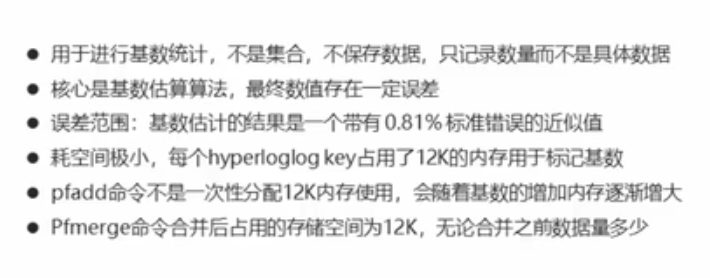 ● 用于进行基数统计，不是集合，不保存数据，只记录数量而不是具体数据
● 核心是基数估算算法，最终数值存在一定误差
● 误差范围：基数估计的结果是一个带有 0.81% 标准错误的近似值
● 耗空间极小，每个hyperloglog key占用了12K的内存用于标记基数
● pfadd命令不是一次性分配12K内存使用，会随着基数的增加内存逐渐增大
● Pfmerge命令合并后占用的存储空间为12K，无论合并之前数据量多少